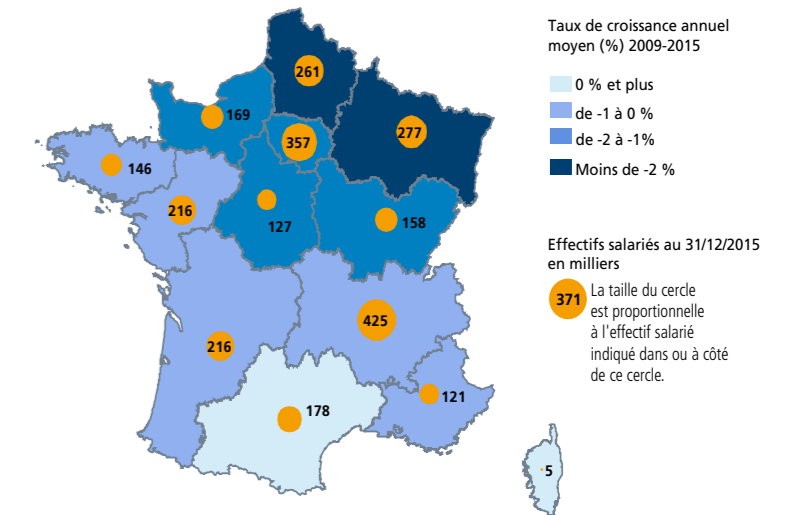 Taux de croissance annuel
moyen (%) 2009-2015
0 % et plus
de -1 à 0 %
de -2 à -1%
Moins de -2 %
Effectifs salariés au 31/12/2015
en milliers
371
La taille du cercle
est proportionnelle
à l'effectif salarié
indiqué dans ou à côté
de ce cercle.
261
169
277
357
146
216
127
158
425
216
121
178
5